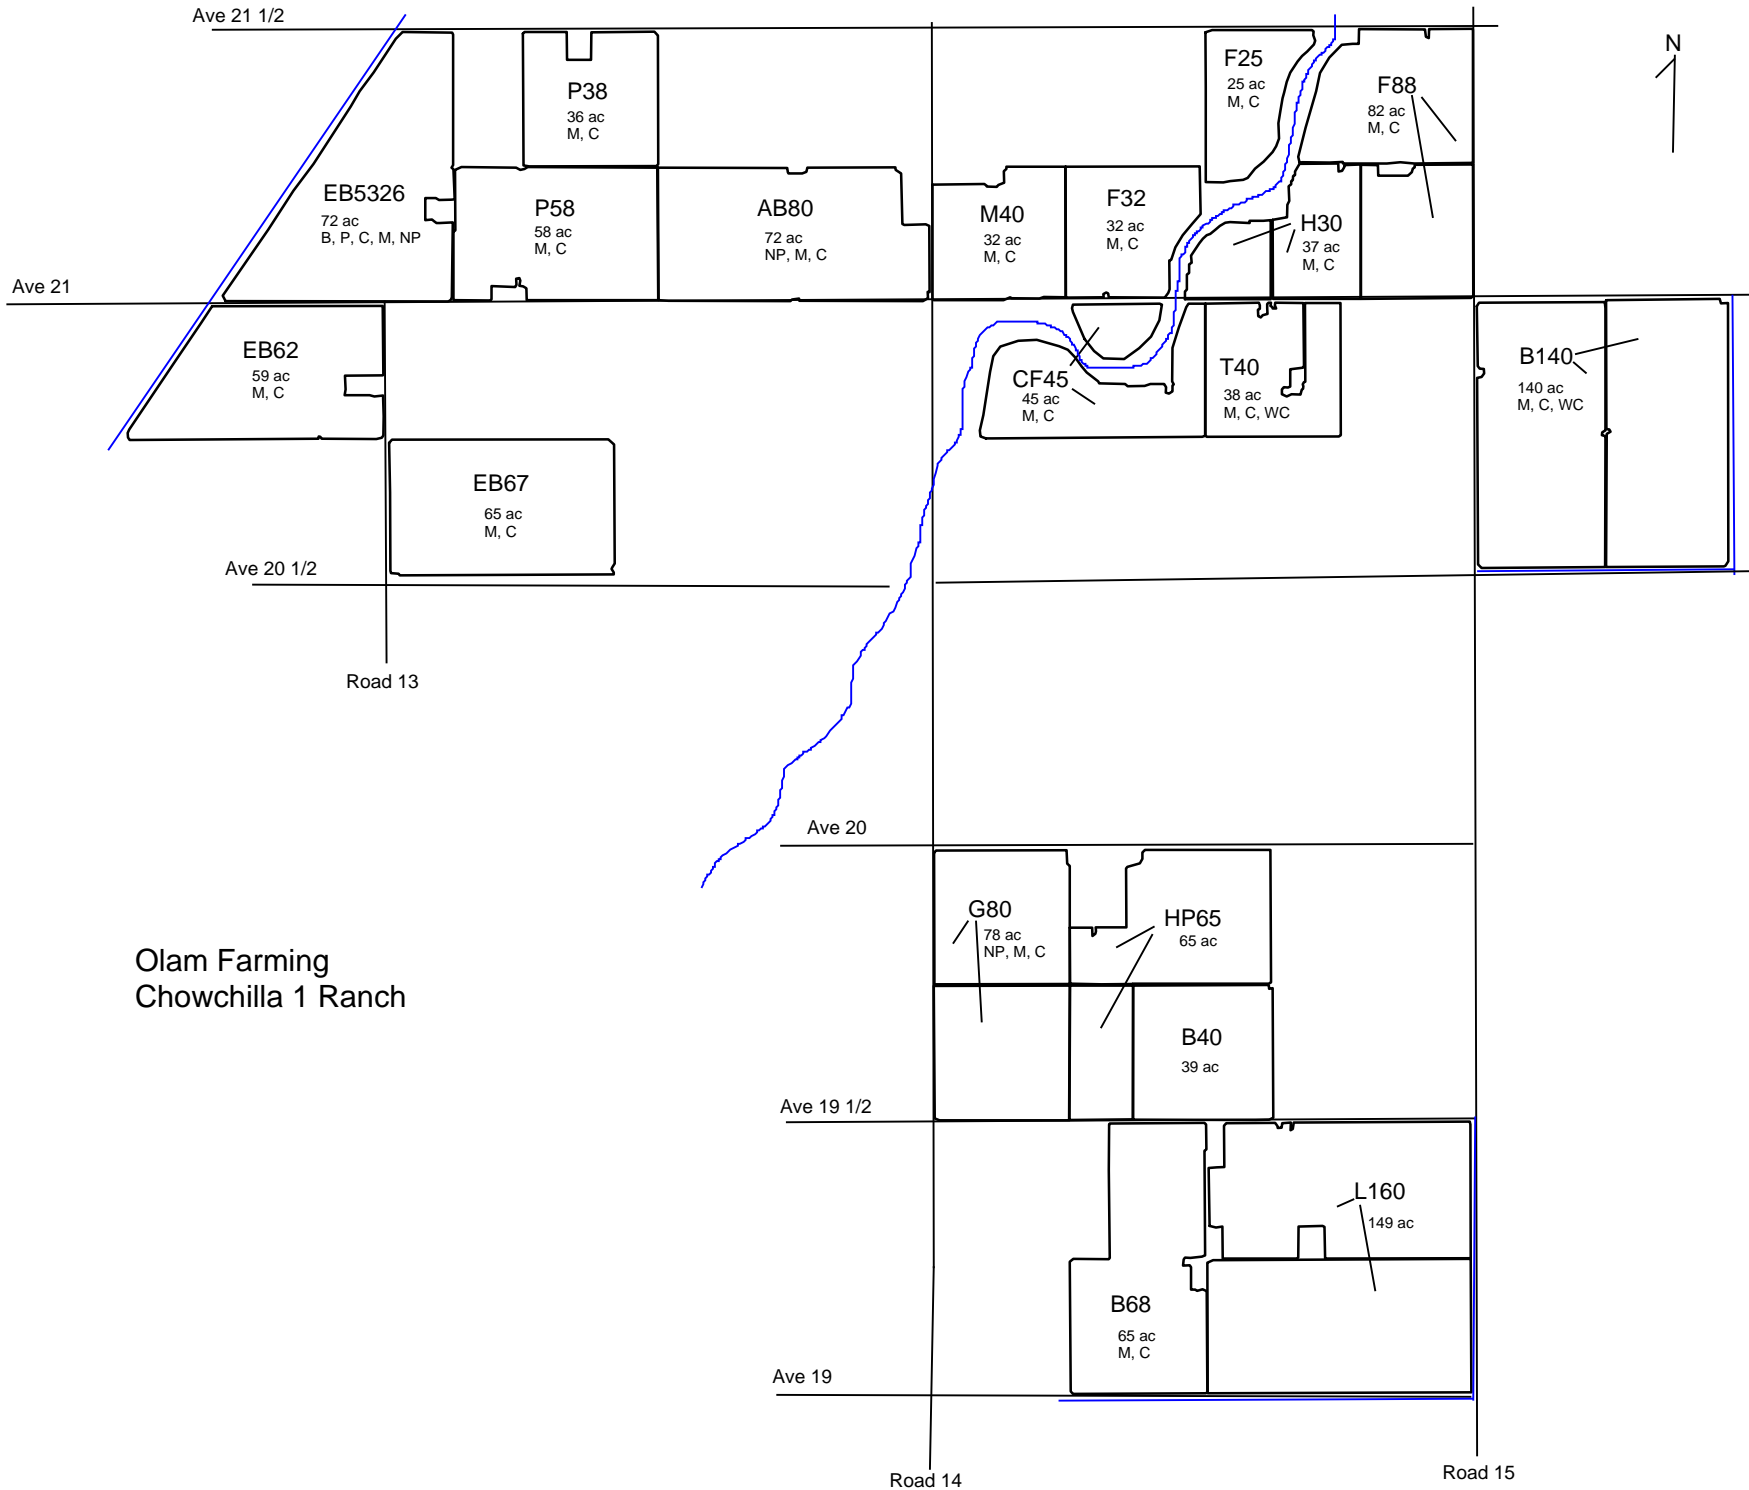 Ave 21 1/2
N
F25
25 ac
M, C
F88
82 ac
M, C
P38
36 ac
M, C
EB5326
72 ac
B, P, C, M, NP
P58
58 ac
M, C
AB80
72 ac
NP, M, C
M40
32 ac
M, C
F32
32 ac
M, C
H30
37 ac
M, C
Ave 21
EB62
59 ac
M, C
CF45
45 ac
M, C
T40
38 ac
M, C, WC
B140
140 ac
M, C, WC
EB67
65 ac
M, C
Ave 20 1/2
Road 13
Ave 20
G80
78 ac
NP, M, C
HP65
65 ac
Olam Farming
Chowchilla 1 Ranch
B40
39 ac
Ave 19 1/2
L160
149 ac
B68
65 ac
M, C
Ave 19
Road 14
Road 15